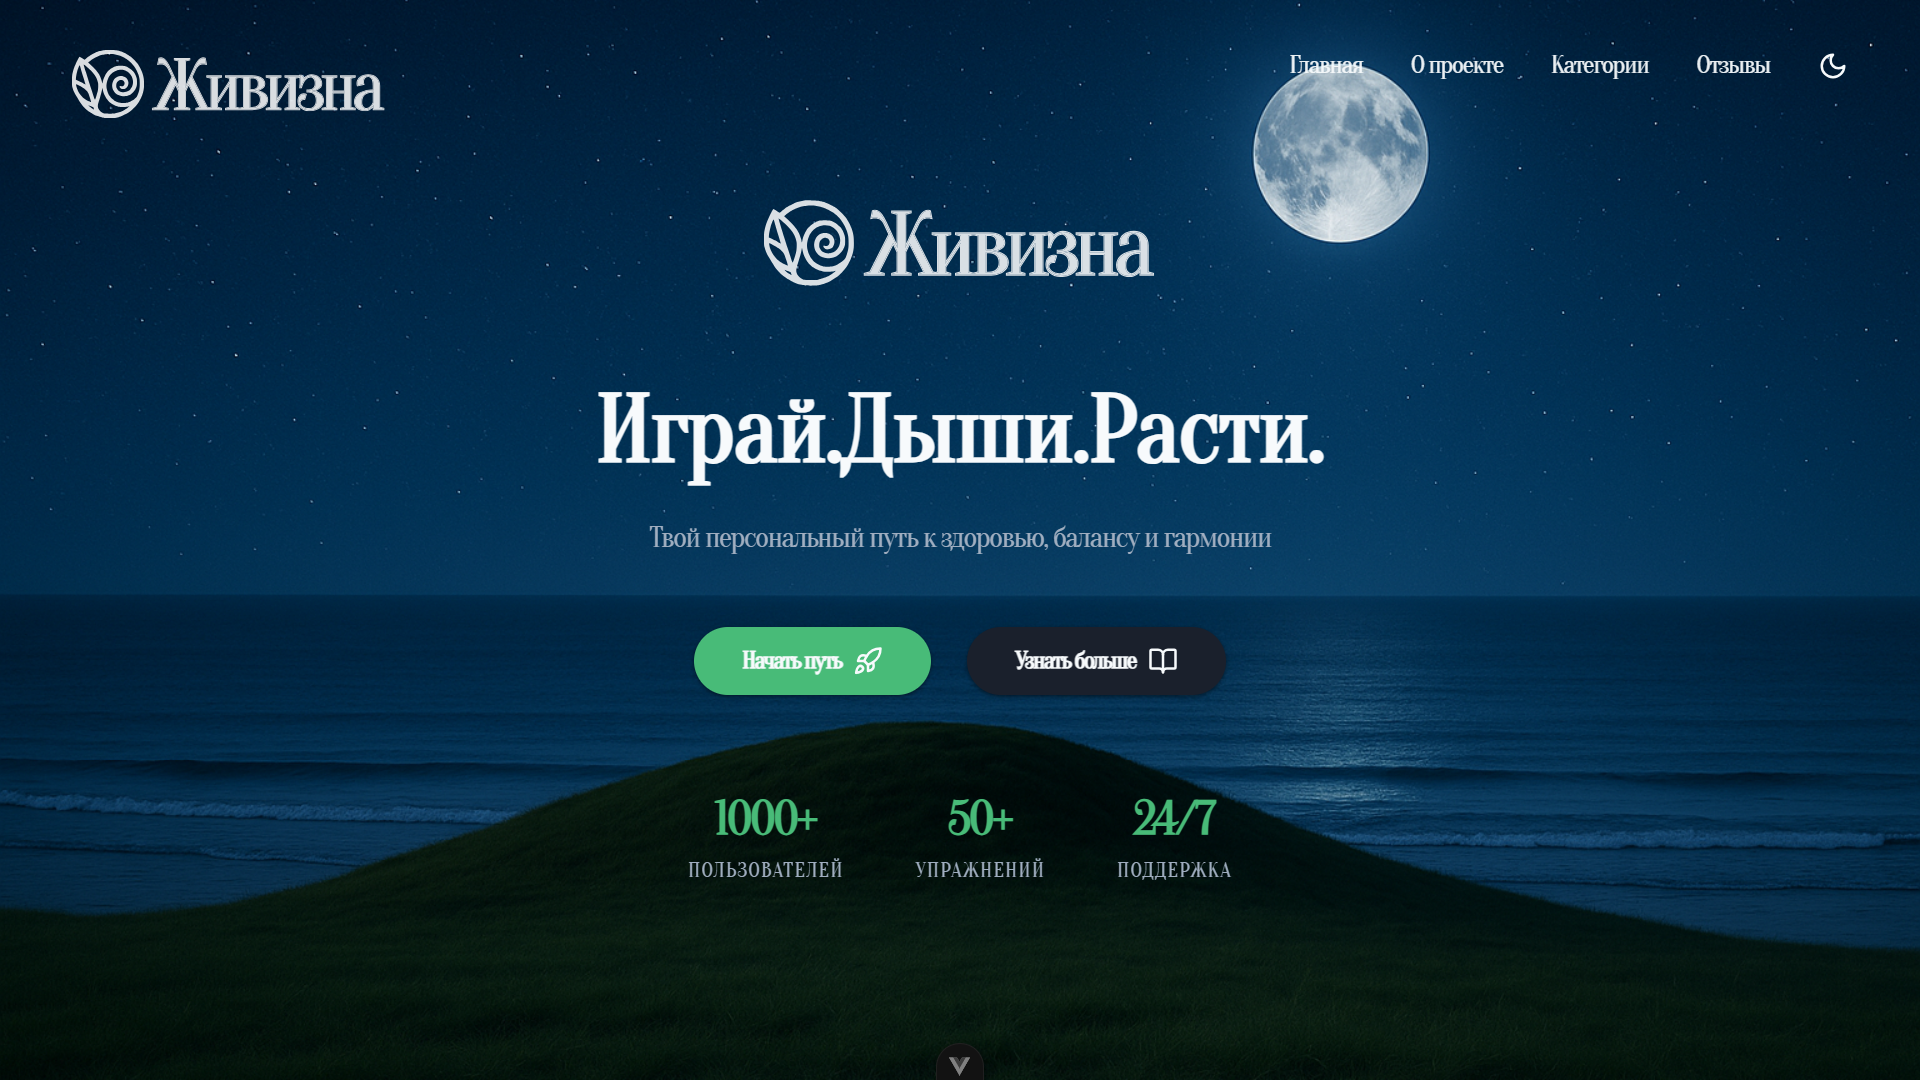 Живизна
Главная О проекте Категории Отзывы
Живизна
Играй.Дыши.Расти.
Твой персональный путь к здоровью, балансу и гармонии
Начать путь Узнать больше
1000+ 50+ 24/7
ПОЛЬЗОВАТЕЛЕЙ УПРАЖНЕНИЙ ПОДДЕРЖКА